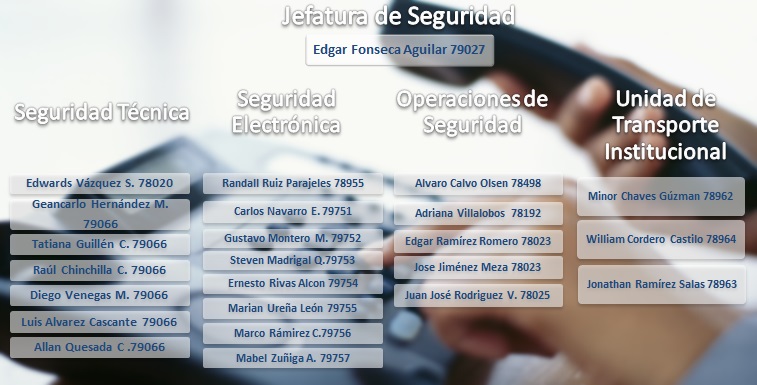 Jefatura de Seguridad
Edgar Fonseca Aguilar 79027
Seguridad Técnica
Edwards Vázquez S. 78020
Geancarlo Hernández M.
79066
Tatiana Guillén C. 79066
Raúl Chinchilla C. 79066
Diego Venegas M. 79066
Luis Alvarez Cascante 79066
Allan Quesada C .79066
Seguridad
Electrónica
Randall Ruiz Parajeles 78955
Carlos Navarro E. 79751
Gustavo Montero M. 79752
Steven Madrigal Q.79753
Ernesto Rivas Alcon 79754
Marian Ureña León 79755
Marco Rámirez C.79756
Mabel Zuñiga A. 79757
Operaciones de
Seguridad
Alvaro Calvo Olsen 78498
Adriana Villalobos 78192
Edgar Ramírez Romero 78023
Jose Jiménez Meza 78023
Juan José Rodriguez V. 78025
Unidad de
Transporte
Institucional
Minor Chaves Gúzman 78962
William Cordero Castilo 78964
Jonathan Ramírez Salas 78963